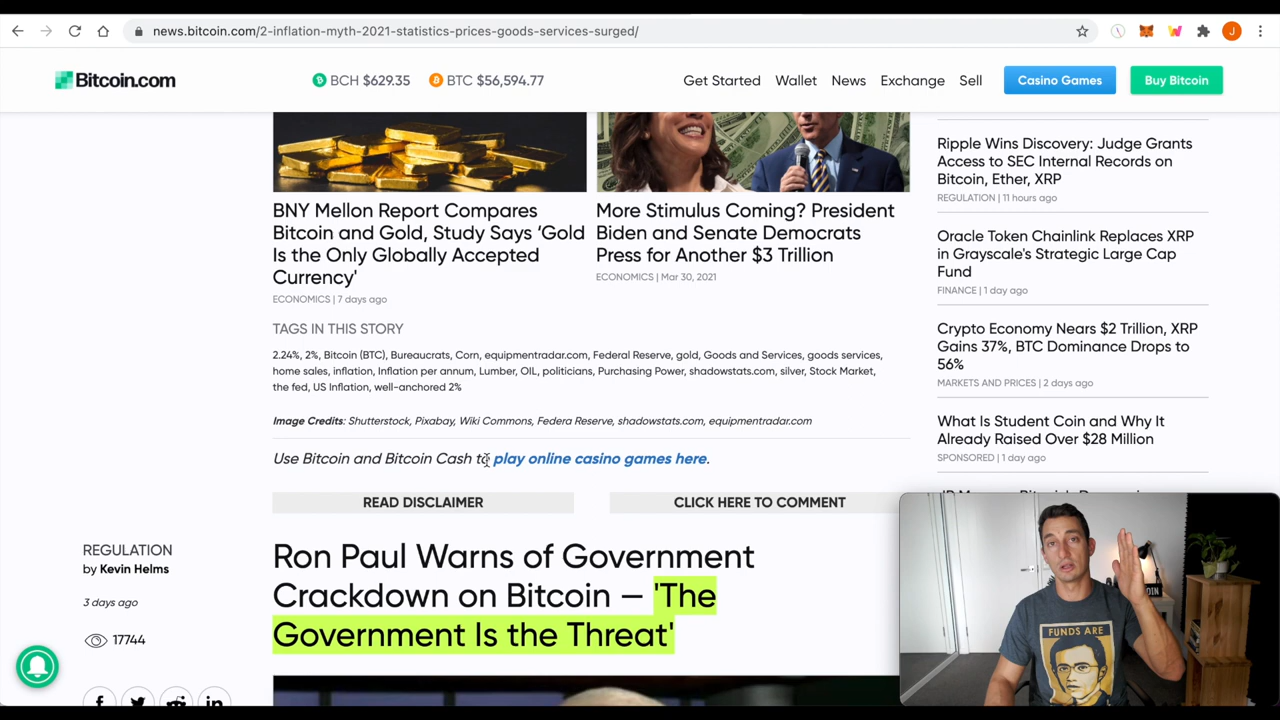 news.bitcoin.com/2-inflation-myth-2021-statistics-prices-goods-services-surged/
J
Bitcoin.com
BCH $629.35
BTC $56,594.77
Get Started
Wallet
News
Exchange
Sell
Casino Games
Buy Bitcoin
BNY Mellon Report Compares
Bitcoin and Gold, Study Says ‘Gold
Is the Only Globally Accepted
Currency'
ECONOMICS | 7 days ago
More Stimulus Coming? President
Biden and Senate Democrats
Press for Another $3 Trillion
ECONOMICS | Mar 30, 2021
TAGS IN THIS STORY
2.24%, 2%, Bitcoin (BTC), Bureaucrats, Corn, equipmentradar.com, Federal Reserve, gold, Goods and Services, goods services,
home sales, inflation, Inflation per annum, Lumber, OIL, politicians, Purchasing Power, shadowstats.com, silver, Stock Market,
the fed, US Inflation, well-anchored 2%
Image Credits: Shutterstock, Pixabay, Wiki Commons, Federa Reserve, shadowstats.com, equipmentradar.com
Use Bitcoin and Bitcoin Cash to play online casino games here.
READ DISCLAIMER
CLICK HERE TO COMMENT
REGULATION
by Kevin Helms
3 days ago
17744
Ron Paul Warns of Government
Crackdown on Bitcoin — 'The
Government Is the Threat'
Ripple Wins Discovery: Judge Grants
Access to SEC Internal Records on
Bitcoin, Ether, XRP
REGULATION | 11 hours ago
Oracle Token Chainlink Replaces XRP
in Grayscale's Strategic Large Cap
Fund
FINANCE | 1 day ago
Crypto Economy Nears $2 Trillion, XRP
Gains 37%, BTC Dominance Drops to
56%
MARKETS AND PRICES | 2 days ago
What Is Student Coin and Why It
Already Raised Over $28 Million
SPONSORED | 1 day ago
FUNDS ARE